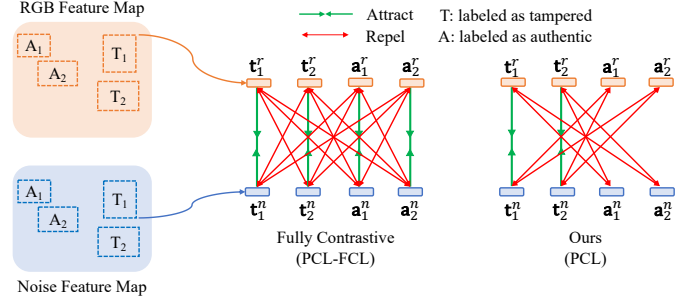 RGB Feature Map
A₁
A₂
T₁
T₂
Attract
Repel
T: labeled as tampered
A: labeled as authentic
𝐭₁ʳ 𝐭₂ʳ 𝐚₁ʳ 𝐚₂ʳ
𝐭₁ʳ 𝐭₂ʳ 𝐚₁ʳ 𝐚₂ʳ
A₁
A₂
T₁
T₂
Noise Feature Map
𝐭₁ⁿ 𝐭₂ⁿ 𝐚₁ⁿ 𝐚₂ⁿ
Fully Contrastive
(PCL-FCL)
𝐭₁ⁿ 𝐭₂ⁿ 𝐚₁ⁿ 𝐚₂ⁿ
Ours
(PCL)